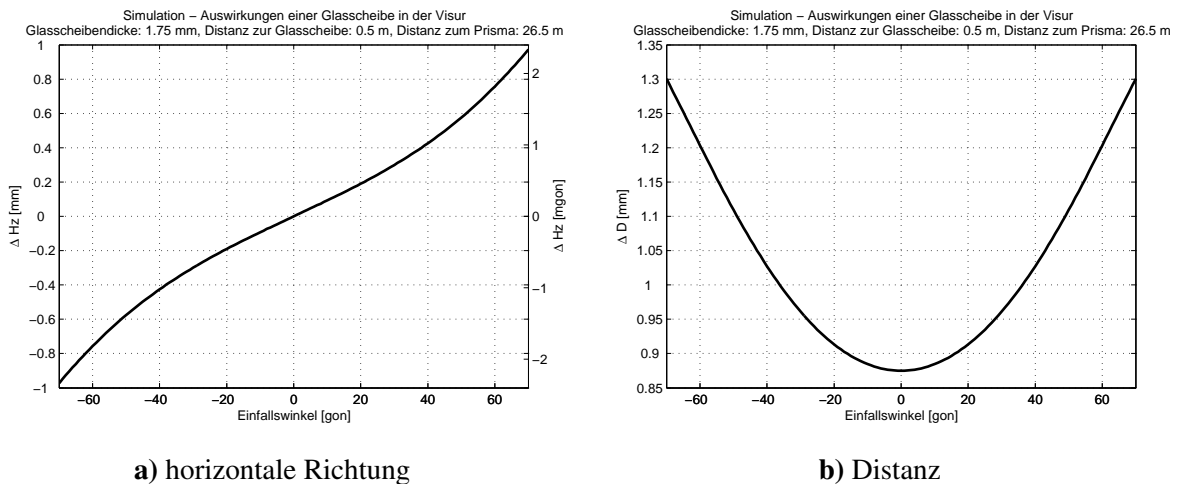 Simulation – Auswirkungen einer Glasscheibe in der Visur
Glasscheibendicke: 1.75 mm, Distanz zur Glasscheibe: 0.5 m, Distanz zum Prisma: 26.5 m
1
0.8
0.6
0.4
0.2
0
−0.2
−0.4
−0.6
−0.8
−1
Δ Hz [mm]
2
1
0
−1
−2
Δ Hz [mgon]
−60 −40 −20 0 20 40 60
Einfallswinkel [gon]
a) horizontale Richtung
Simulation – Auswirkungen einer Glasscheibe in der Visur
Glasscheibendicke: 1.75 mm, Distanz zur Glasscheibe: 0.5 m, Distanz zum Prisma: 26.5 m
1.35
1.3
1.25
1.2
1.15
1.1
1.05
1
0.95
0.9
0.85
Δ D [mm]
−60 −40 −20 0 20 40 60
Einfallswinkel [gon]
b) Distanz